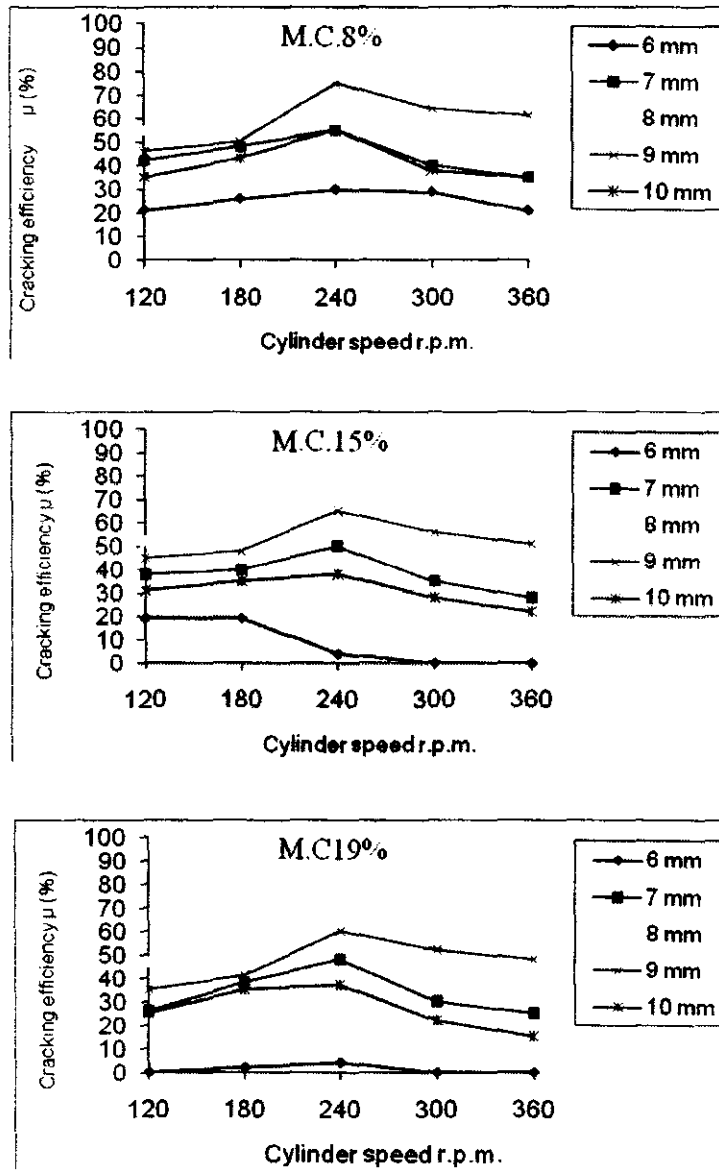 M.C.8%
Cracking efficiency µ (%)
100
90
80
70
60
50
40
30
20
10
0
120 180 240 300 360
Cylinder speed r.p.m.
6 mm
7 mm
8 mm
9 mm
10 mm
M.C.15%
Cracking efficiency µ (%)
100
90
80
70
60
50
40
30
20
10
0
120 180 240 300 360
Cylinder speed r.p.m.
6 mm
7 mm
8 mm
9 mm
10 mm
M.C19%
Cracking efficiency µ (%)
100
90
80
70
60
50
40
30
20
10
0
120 180 240 300 360
Cylinder speed r.p.m.
6 mm
7 mm
8 mm
9 mm
10 mm